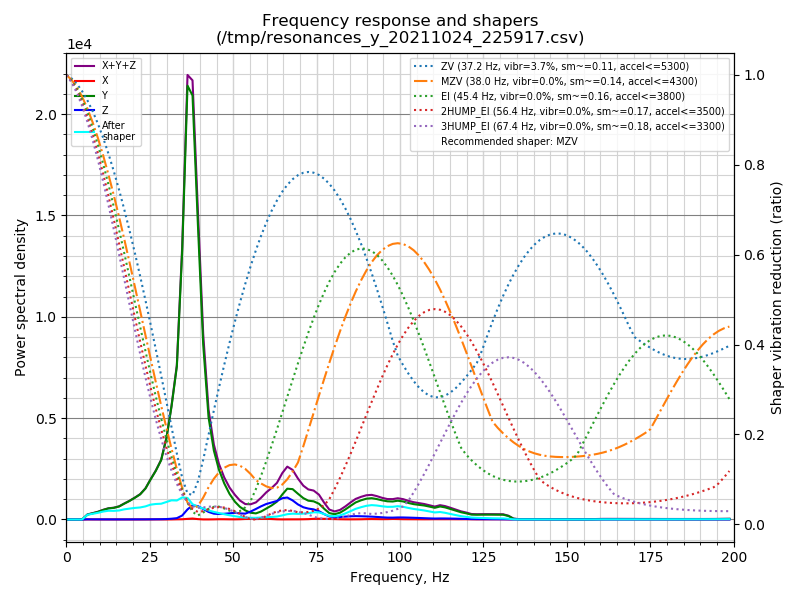 Frequency response and shapers
(/tmp/resonances_y_20211024_225917.csv)
1e4
X+Y+Z
X
Y
Z
After
shaper
ZV (37.2 Hz, vibr=3.7%, sm~=0.11, accel<=5300)
MZV (38.0 Hz, vibr=0.0%, sm~=0.14, accel<=4300)
EI (45.4 Hz, vibr=0.0%, sm~=0.16, accel<=3800)
2HUMP_EI (56.4 Hz, vibr=0.0%, sm~=0.17, accel<=3500)
3HUMP_EI (67.4 Hz, vibr=0.0%, sm~=0.18, accel<=3300)
Recommended shaper: MZV
Power spectral density
2.0
1.5
1.0
0.5
0.0
1.0
0.8
0.6
0.4
0.2
0.0
Shaper vibration reduction (ratio)
0 25 50 75 100 125 150 175 200
Frequency, Hz